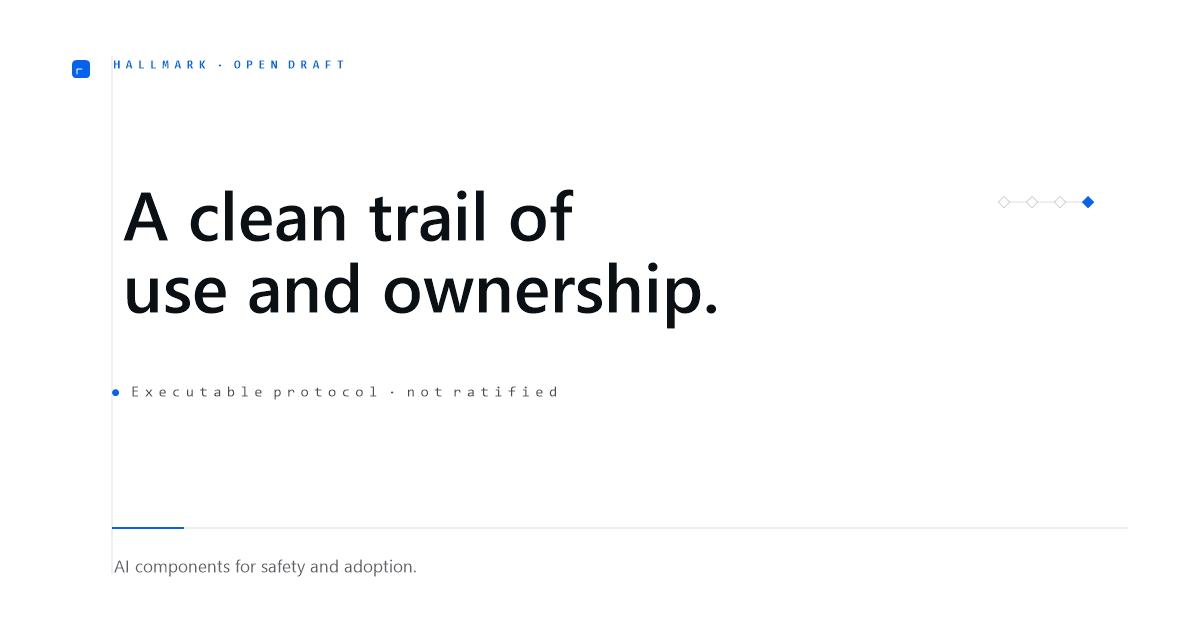 HALLMARK · OPEN DRAFT
A clean trail of
use and ownership.
Executable protocol · not ratified
AI components for safety and adoption.